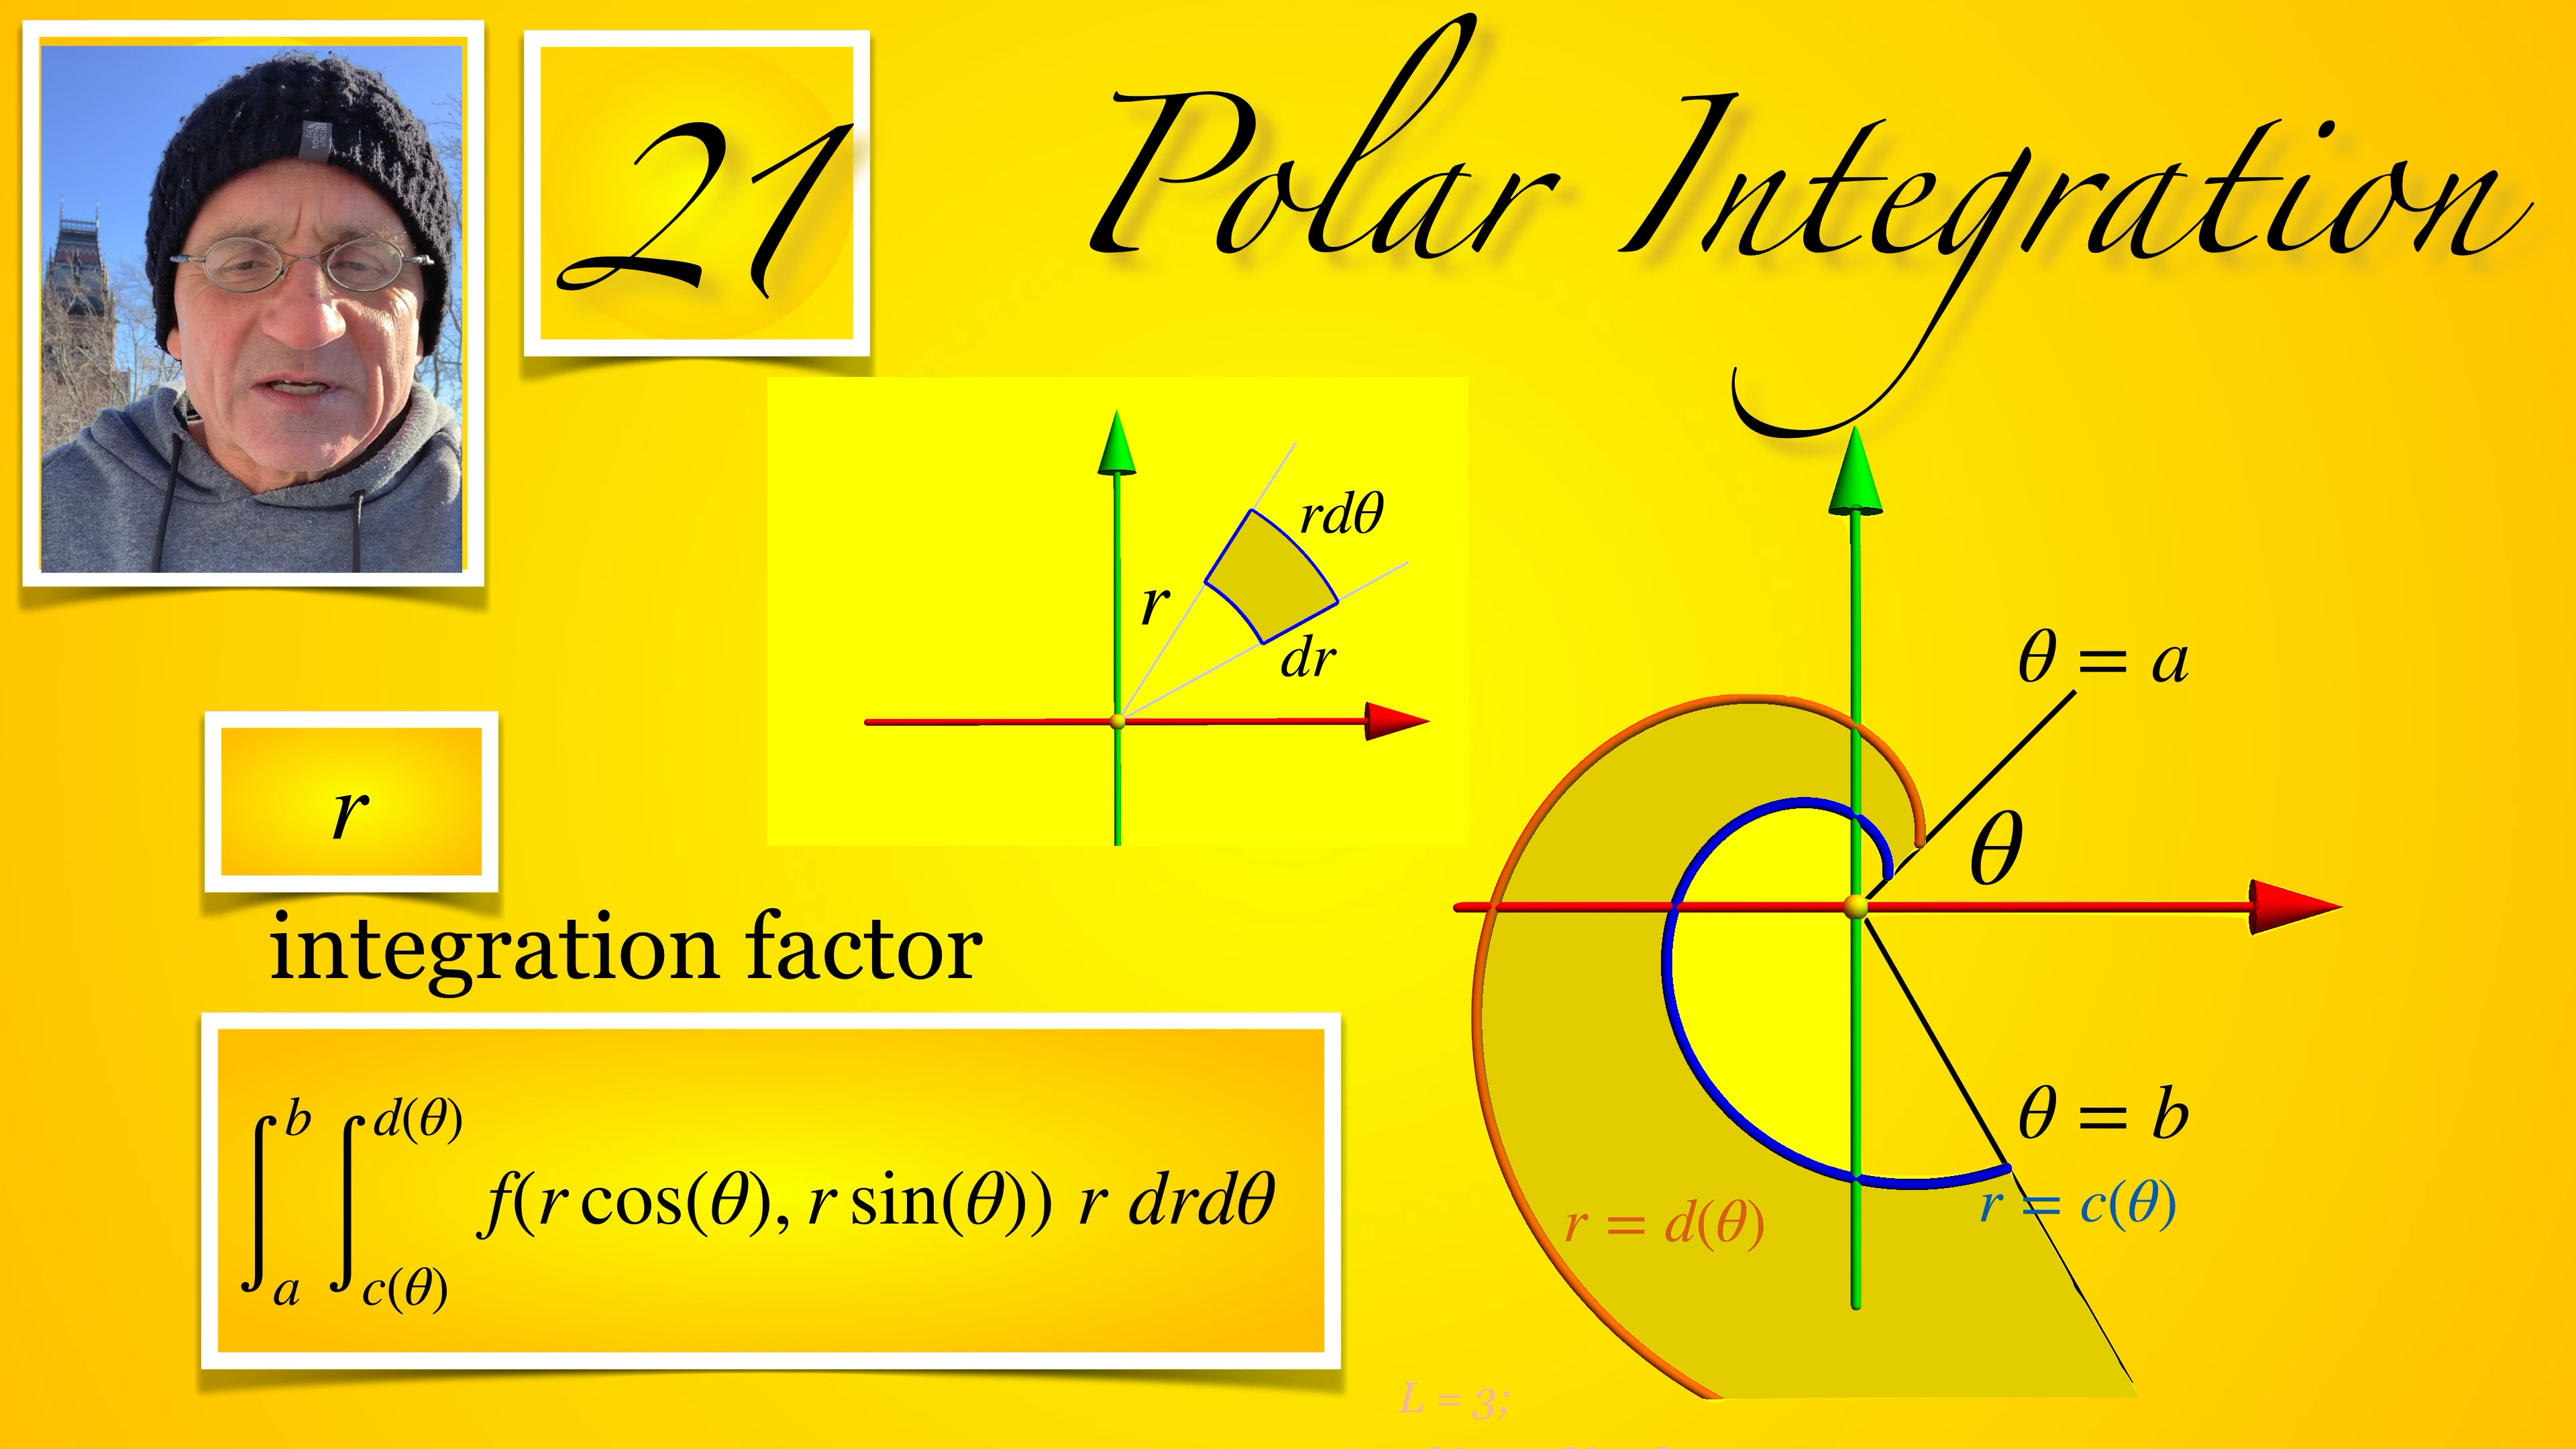 21
Polar Integration
rdθ
r
dr
θ = a
θ
r
integration factor
θ = b
r = c(θ)
r = d(θ)
∫_a^b ∫_{c(θ)}^{d(θ)} f(r cos(θ), r sin(θ)) r drdθ
L = 3;